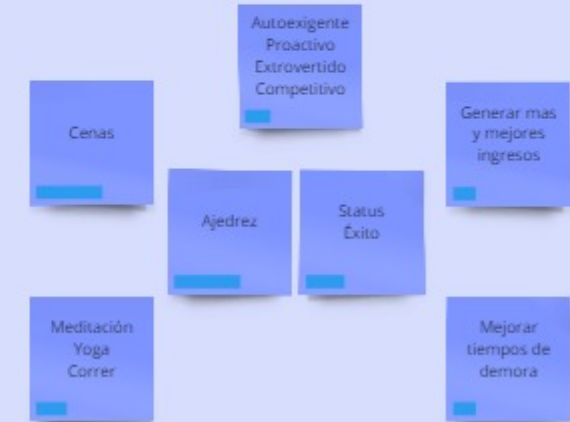 Autoexigente
Proactivo
Extrovertido
Competitivo
Cenas
Generar mas
y mejores
ingresos
Ajedrez
Status
Éxito
Meditación
Yoga
Correr
Mejorar
tiempos de
demora